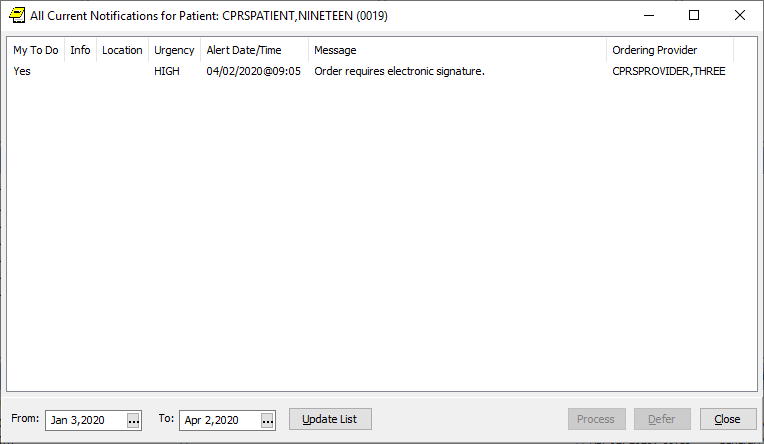 All Current Notifications for Patient: CPRSPATIENT,NINETEEN (0019)
My To Do Info Location Urgency Alert Date/Time Message Ordering Provider
Yes HIGH 04/02/2020@09:05 Order requires electronic signature. CPRSPROVIDER,THREE
From: Jan 3,2020 ... To: Apr 2,2020 ... Update List Process Defer Close